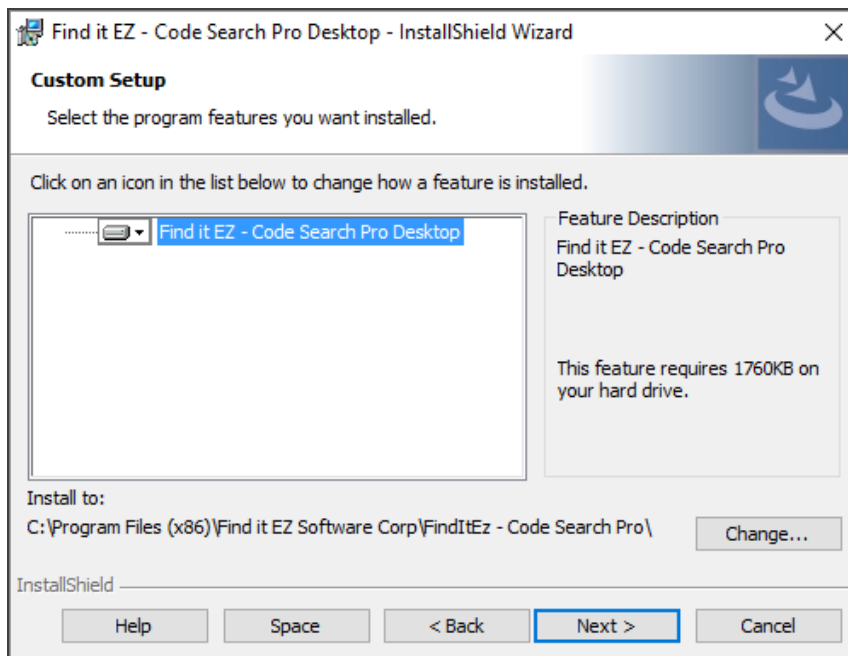 Find it EZ - Code Search Pro Desktop - InstallShield Wizard
Custom Setup
Select the program features you want installed.
Click on an icon in the list below to change how a feature is installed.
Find it EZ - Code Search Pro Desktop
Feature Description
Find it EZ - Code Search Pro
Desktop
This feature requires 1760KB on
your hard drive.
Install to:
C:\Program Files (x86)\Find it EZ Software Corp\FindItEz - Code Search Pro\
Change...
InstallShield
Help
Space
< Back
Next >
Cancel